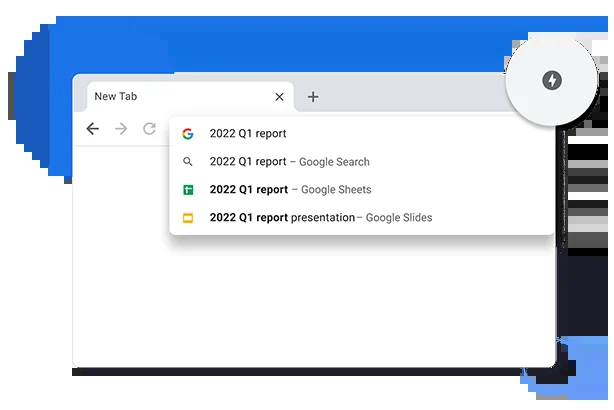 New Tab
2022 Q1 report
2022 Q1 report – Google Search
2022 Q1 report – Google Sheets
2022 Q1 report presentation– Google Slides